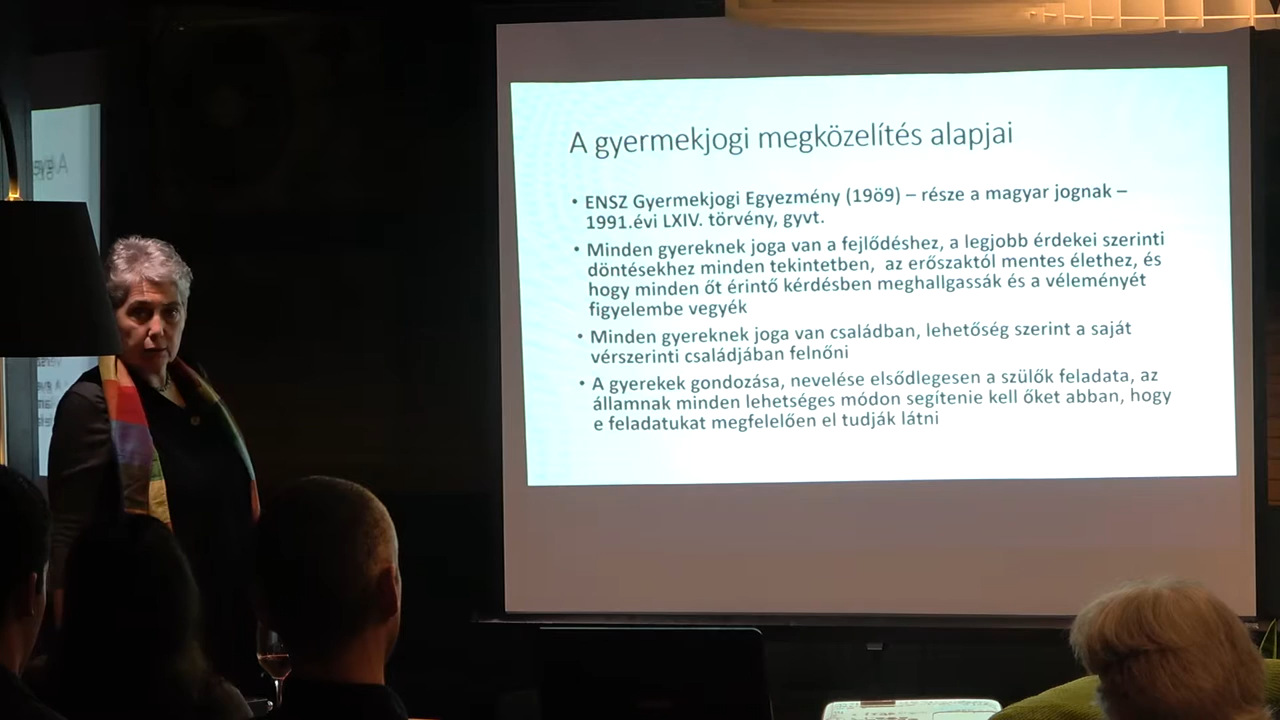 A gyermekjogi megközelítés alapjai
• ENSZ Gyermekjogi Egyezmény (19ö9) – része a magyar jognak –
1991.évi LXIV. törvény, gyvt.
• Minden gyereknek joga van a fejlődéshez, a legjobb érdekei szerinti
döntésekhez minden tekintetben, az erőszaktól mentes élethez, és
hogy minden őt érintő kérdésben meghallgassák és a véleményét
figyelembe vegyék
• Minden gyereknek joga van családban, lehetőség szerint a saját
vérszerinti családjában felnőni
• A gyerekek gondozása, nevelése elsődlegesen a szülők feladata, az
államnak minden lehetséges módon segítenie kell őket abban, hogy
e feladatukat megfelelően el tudják látni